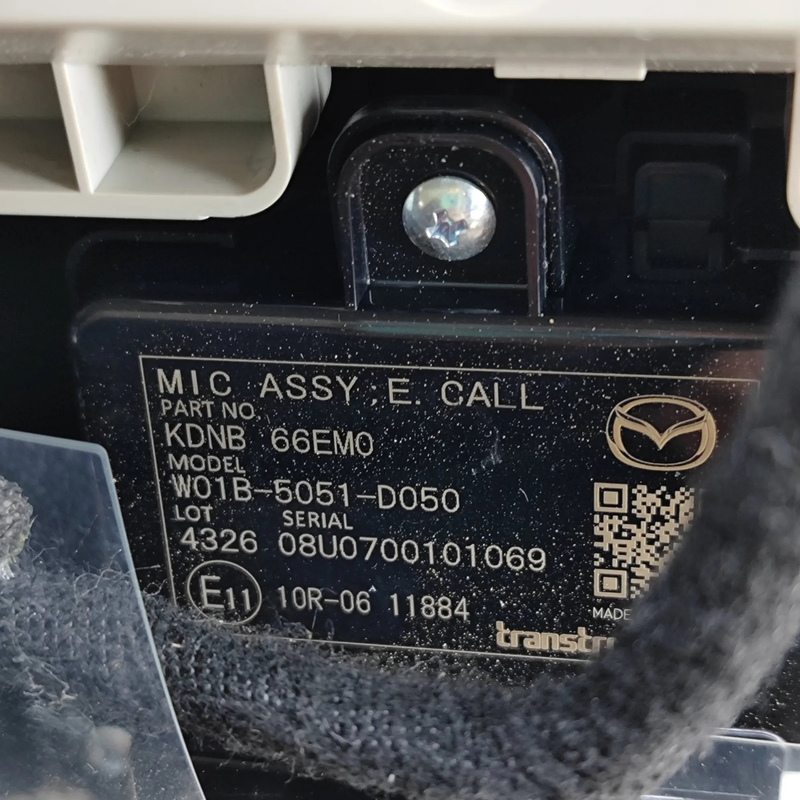 MIC ASSY;E. CALL
PART NO.
KDNB 66EM0
MODEL
W01B-5051-D050
LOT SERIAL
4326 08U0700101069
E11 10R-06 11884
MADE